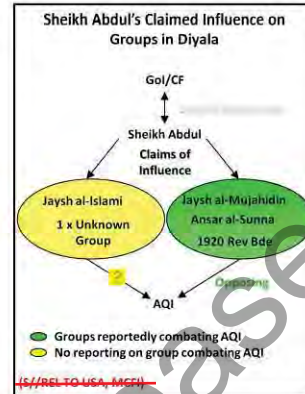 Sheikh Abdul's Claimed Influence on
Groups in Diyala
GoI/CF
Sheikh Abdul
Claims of
Influence
Jaysh al-Islami
1 x Unknown
Group
Jaysh al-Mujahidin
Ansar al-Sunna
1920 Rev Bde
?
Opposing
AQI
Groups reportedly combating AQI
No reporting on group combating AQI
(S//REL TO USA, MCFI)